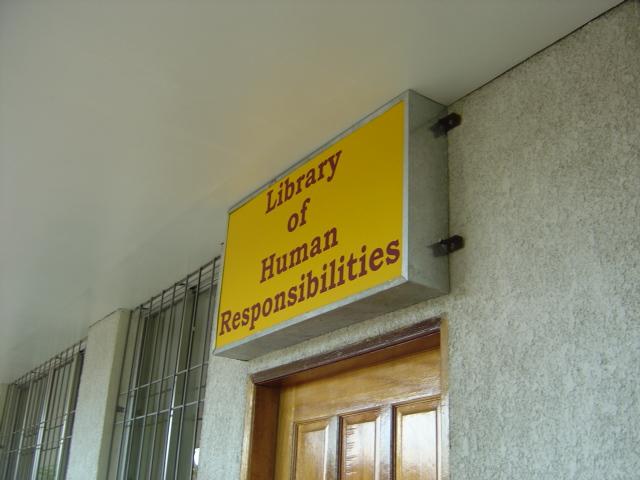 Library
of
Human
Responsibilities